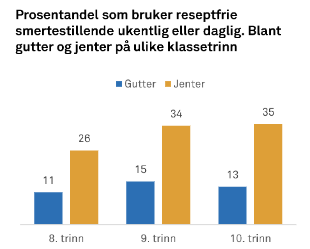 Prosentandel som bruker reseptfrie
smertestillende ukentlig eller daglig. Blant
gutter og jenter på ulike klassetrinn
Gutter Jenter
11 26 15 34 13 35
8. trinn 9. trinn 10. trinn